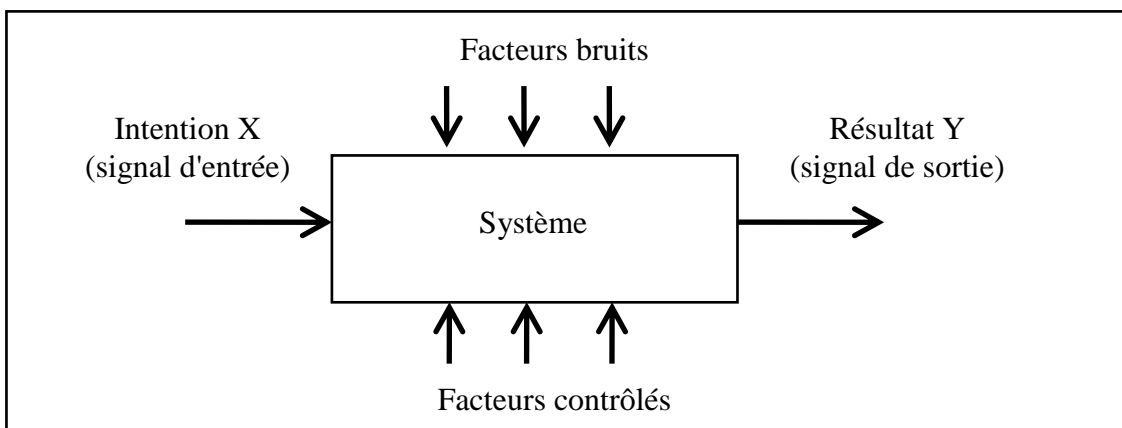 Facteurs bruits
Intention X
(signal d'entrée)
Résultat Y
(signal de sortie)
Système
Facteurs contrôlés